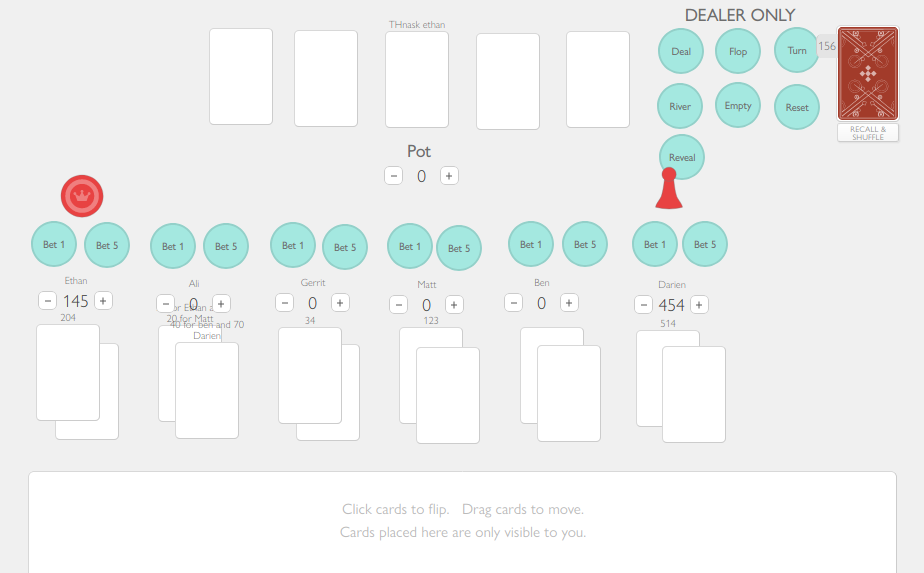 DEALER ONLY
THnask ethan
Deal
Flop
Turn
156
River
Empty
Reset
RECALL &
SHUFFLE
Pot
Reveal
− 0 +
Bet 1
Bet 5
Bet 1
Bet 5
Bet 1
Bet 5
Bet 1
Bet 5
Bet 1
Bet 5
Bet 1
Bet 5
Ethan
Ali
Gerrit
Matt
Ben
Darien
− 145 +
− 0 +
− 0 +
− 0 +
− 0 +
− 454 +
204
or Ethan
20 for Matt
40 for ben and 70
Darien
34
123
514
Click cards to flip. Drag cards to move.
Cards placed here are only visible to you.